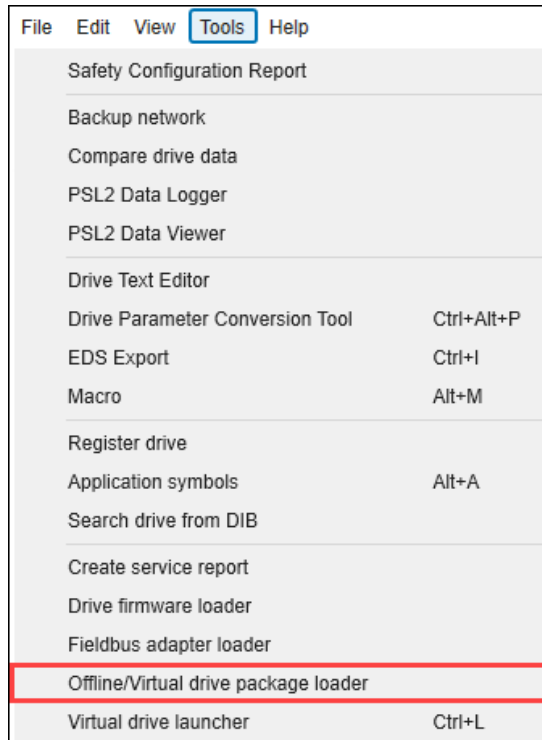 File Edit View Tools Help
Safety Configuration Report
Backup network
Compare drive data
PSL2 Data Logger
PSL2 Data Viewer
Drive Text Editor
Drive Parameter Conversion Tool Ctrl+Alt+P
EDS Export Ctrl+I
Macro Alt+M
Register drive
Application symbols Alt+A
Search drive from DIB
Create service report
Drive firmware loader
Fieldbus adapter loader
Offline/Virtual drive package loader
Virtual drive launcher Ctrl+L